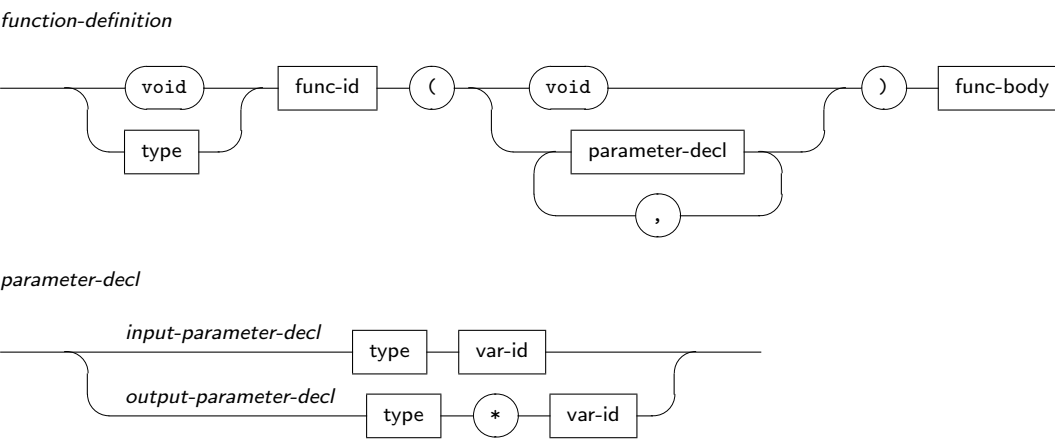 function-definition
void func-id ( void ) func-body
type parameter-decl
,
parameter-decl
input-parameter-decl type var-id
output-parameter-decl type * var-id